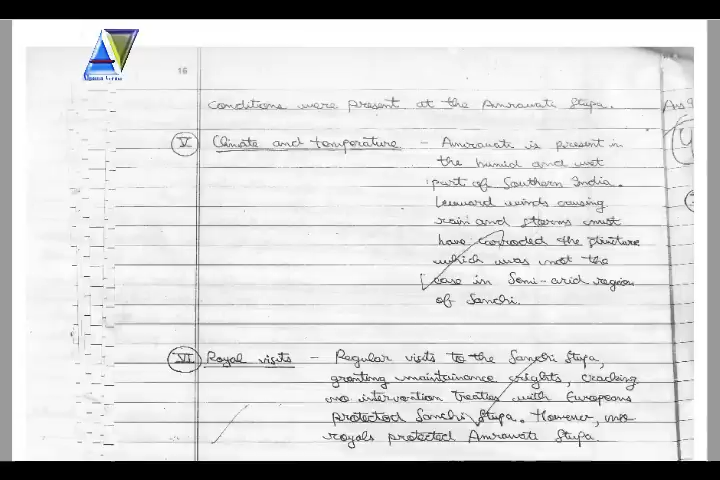 16
conditions were present at the Amravati Stupa.
Ans 9
V Climate and temperature - Amravati is present in
the humid and wet
part of Southern India.
Leeward winds causing
rain and storms must
have corroded the structure
which was not the
case in Semi-arid region
of Sanchi.
VI Royal visits - Regular visits to the Sanchi Stupa,
granting maintainance rights, cracking
no intervention treaties with Europeans
protected Sanchi Stupa. However, no
royals protected Amravati Stupa.